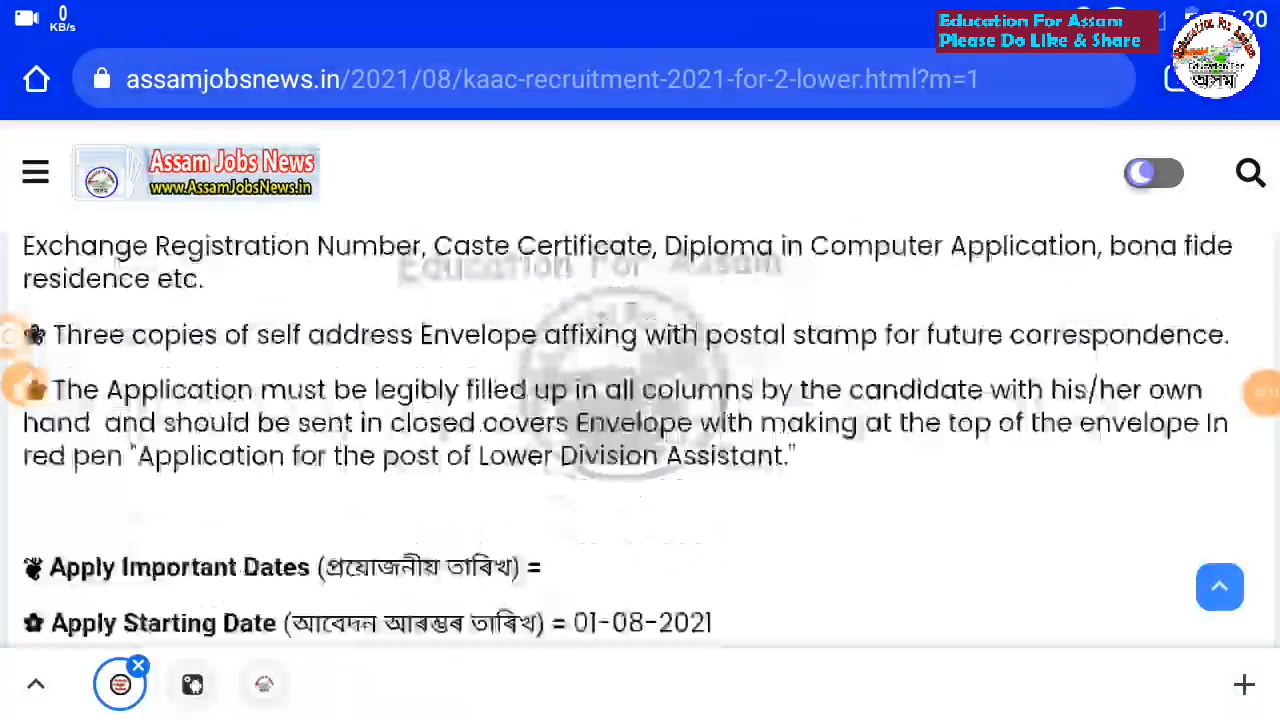 0
KB/s
20
Education For Assam
Please Do Like & Share
assamjobsnews.in/2021/08/kaac-recruitment-2021-for-2-lower.html?m=1
অসম
Assam Jobs News
www.AssamJobsNews.in
Exchange Registration Number, Caste Certificate, Diploma in Computer Application, bona fide
residence etc.
Education For Assam
Three copies of self address Envelope affixing with postal stamp for future correspondence.
The Application must be legibly filled up in all columns by the candidate with his/her own
hand and should be sent in closed covers Envelope with making at the top of the envelope In
red pen "Application for the post of Lower Division Assistant."
Apply Important Dates (প্ৰয়োজনীয় তাৰিখ) =
Apply Starting Date (আবেদন আৰম্ভৰ তাৰিখ) = 01-08-2021